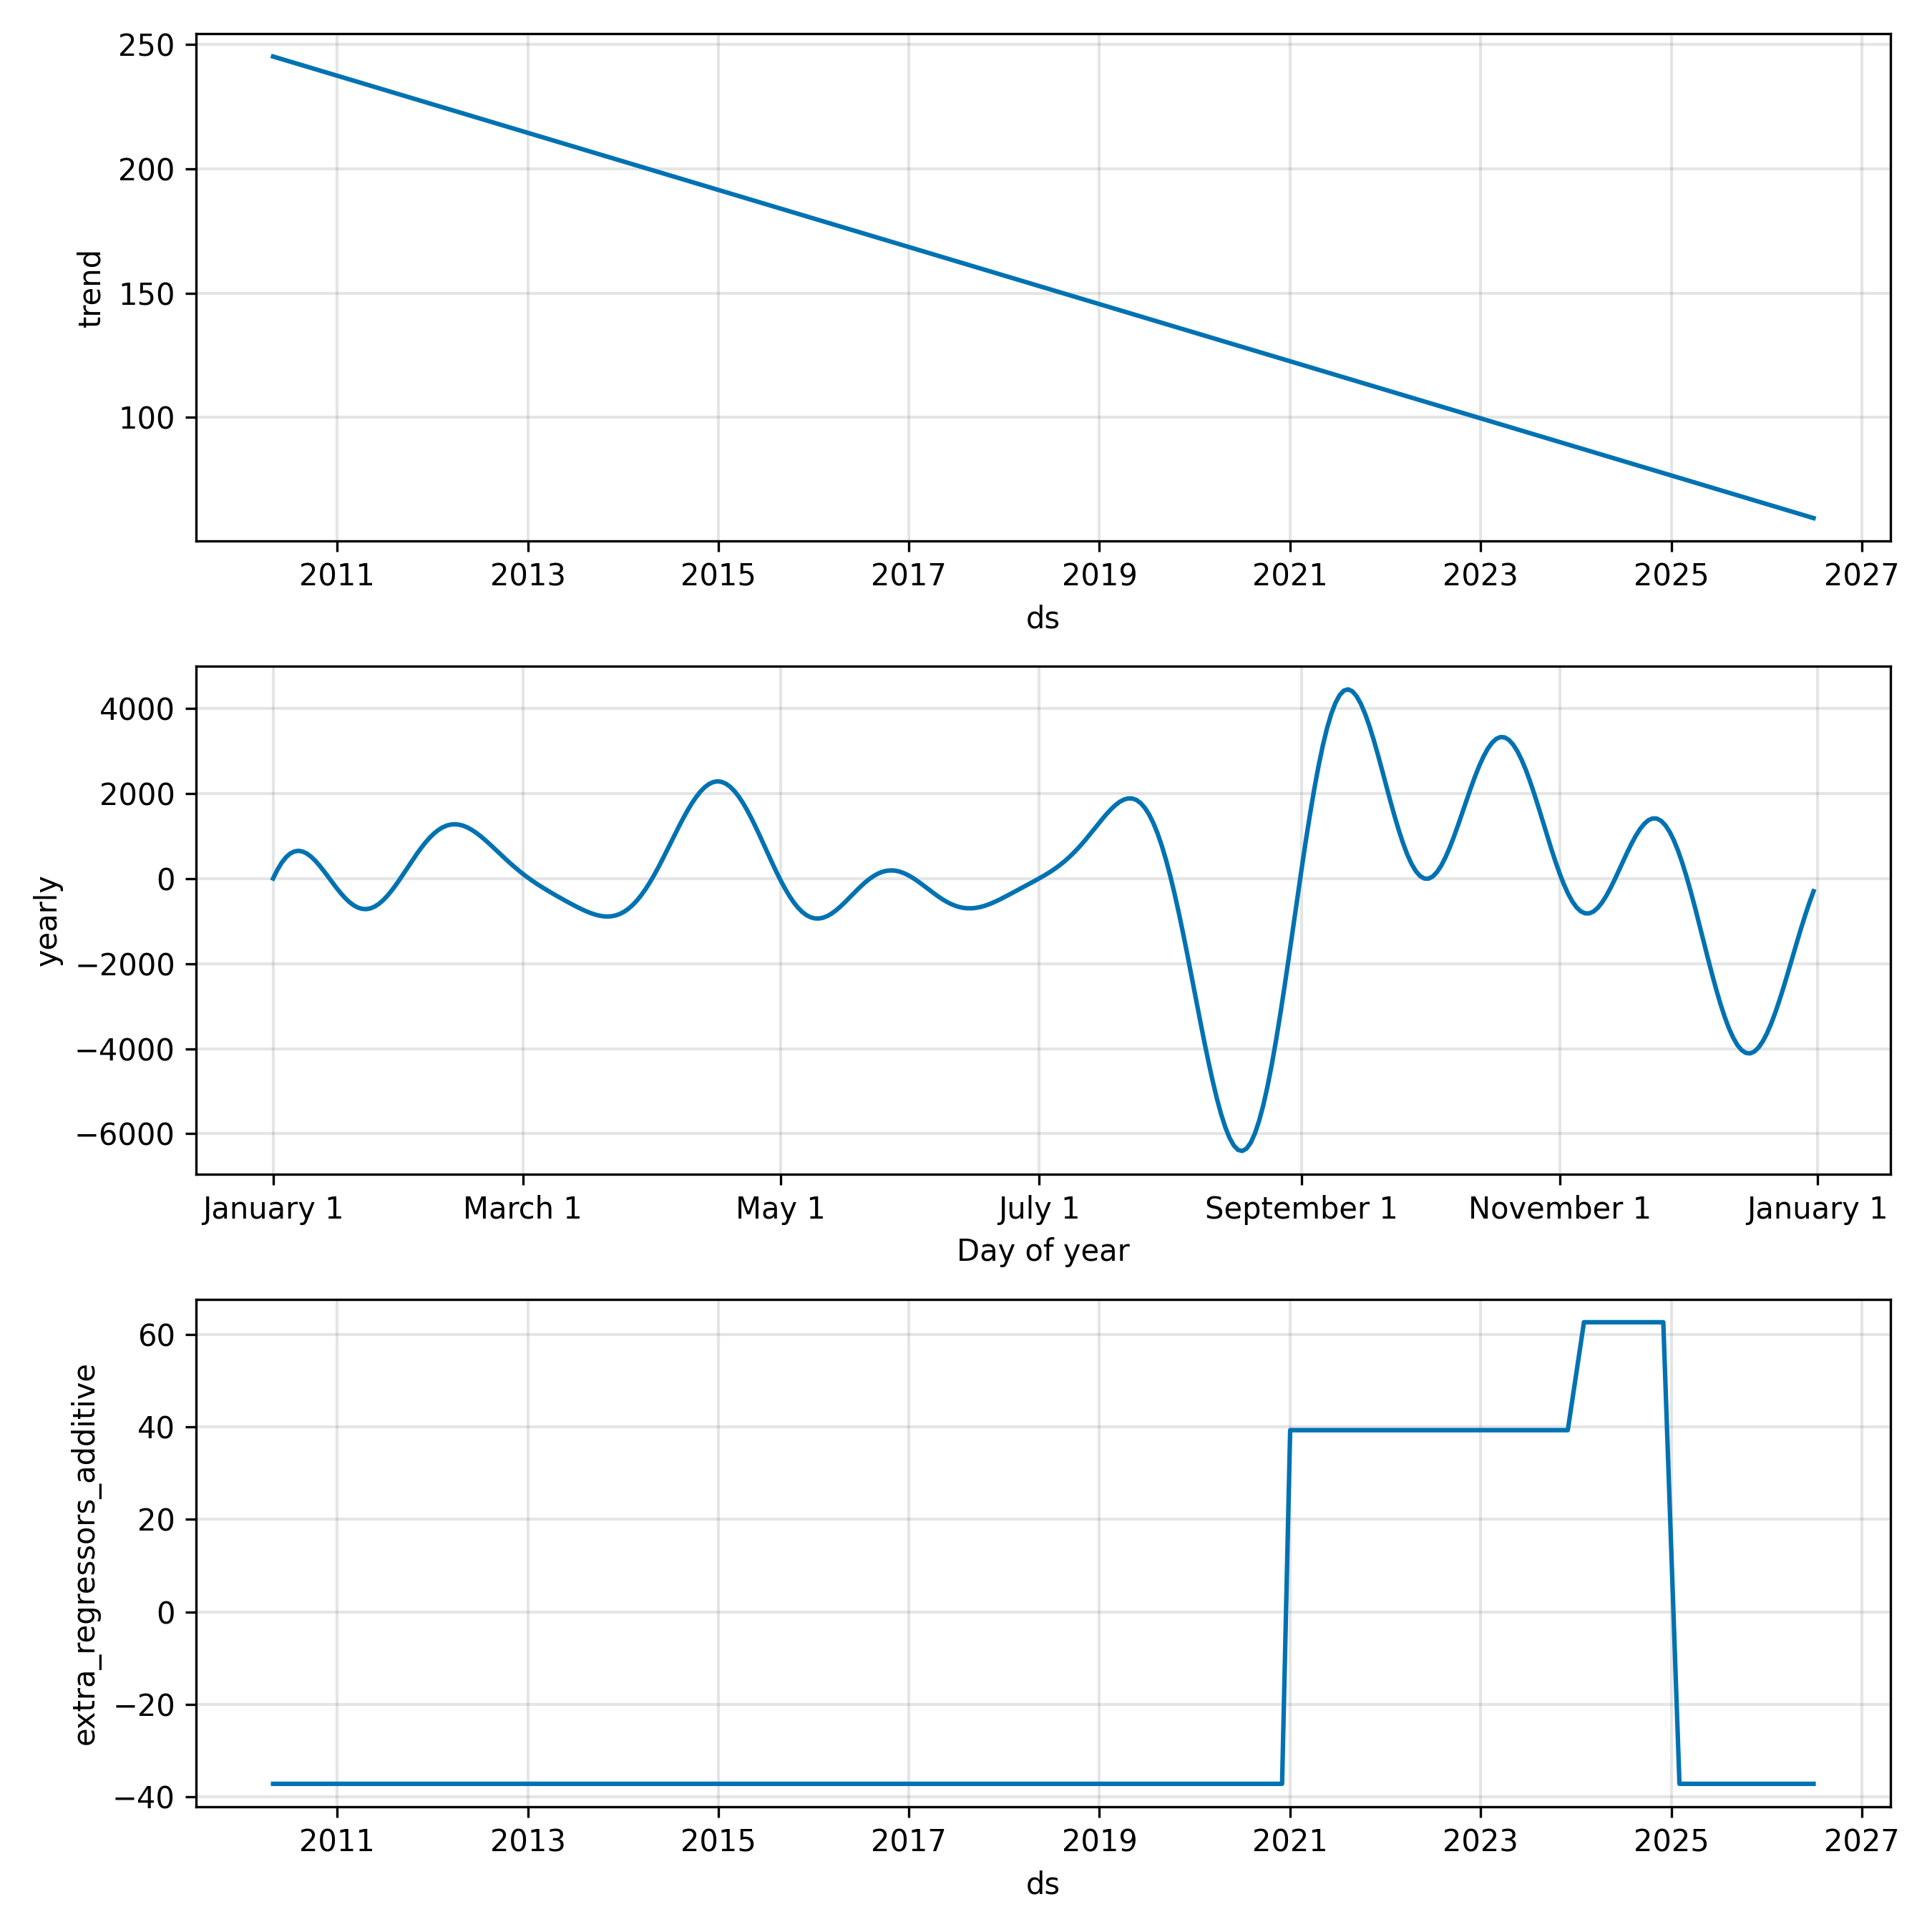 250
200
150
100
trend
2011 2013 2015 2017 2019 2021 2023 2025 2027
ds
4000
2000
0
−2000
−4000
−6000
yearly
January 1 March 1 May 1 July 1 September 1 November 1 January 1
Day of year
60
40
20
0
−20
−40
extra_regressors_additive
2011 2013 2015 2017 2019 2021 2023 2025 2027
ds